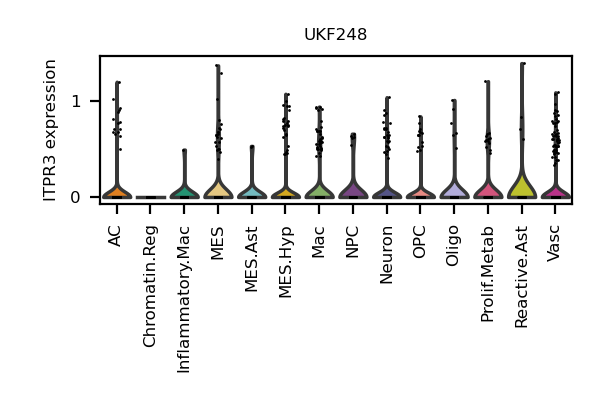 UKF248
ITPR3 expression
1
0
AC
Chromatin.Reg
Inflammatory.Mac
MES
MES.Ast
MES.Hyp
Mac
NPC
Neuron
OPC
Oligo
Prolif.Metab
Reactive.Ast
Vasc